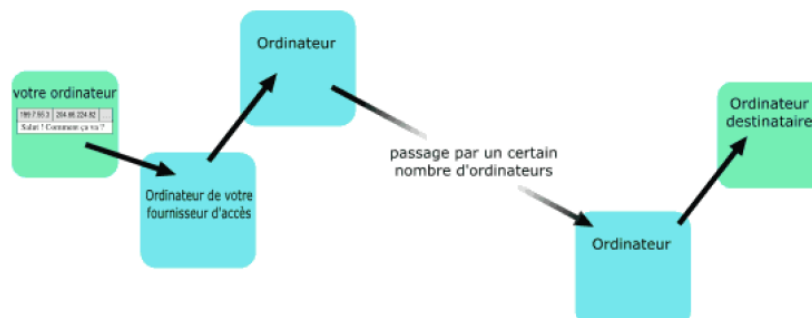 votre ordinateur
199.7.55.3 204.66.224.82
Salut ! Comment ça va ?
Ordinateur de votre
fournisseur d'accès
Ordinateur
passage par un certain
nombre d'ordinateurs
Ordinateur
Ordinateur
destinataire